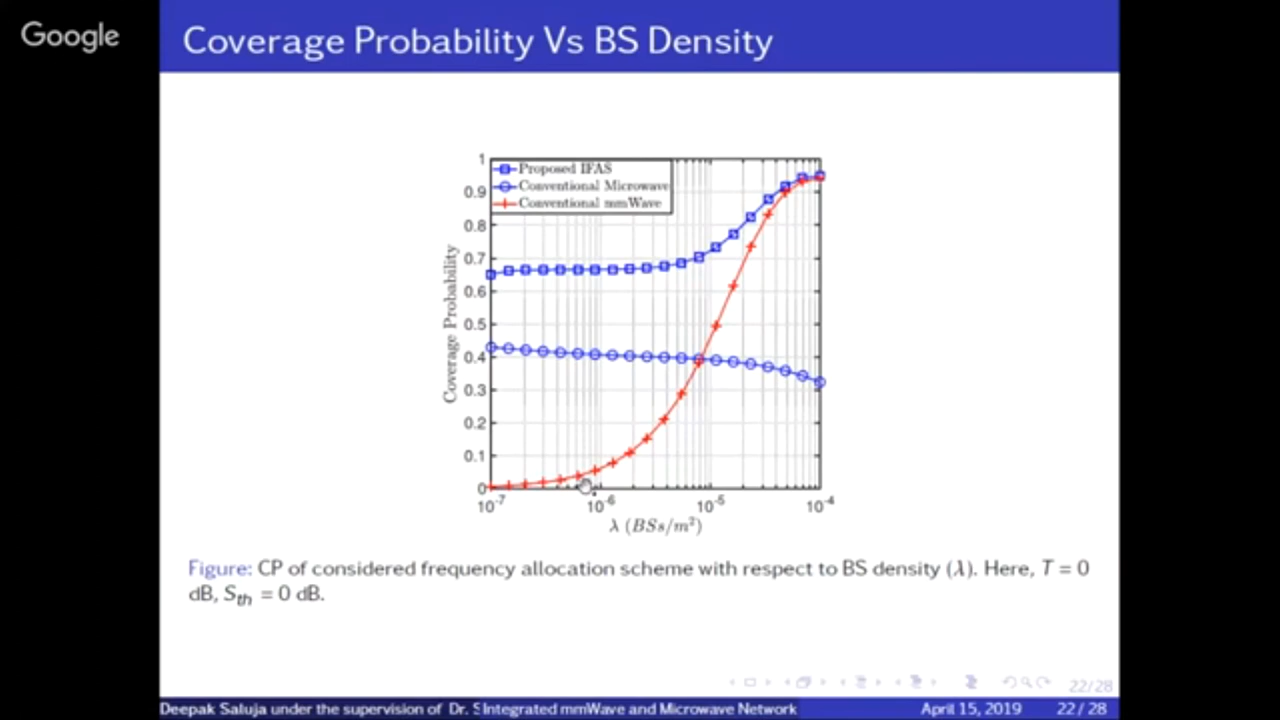 Google
Coverage Probability Vs BS Density
Proposed IFAS
Conventional Microwave
Conventional mmWave
Coverage Probability
1
0.9
0.8
0.7
0.6
0.5
0.4
0.3
0.2
0.1
0
10⁻⁷ 10⁻⁶ 10⁻⁵ 10⁻⁴
λ (BSs/m²)
Figure: CP of considered frequency allocation scheme with respect to BS density (λ). Here, T = 0
dB, Sth = 0 dB.
22/28
Deepak Saluja under the supervision of Dr. S Integrated mmWave and Microwave Network April 15, 2019 22 / 28